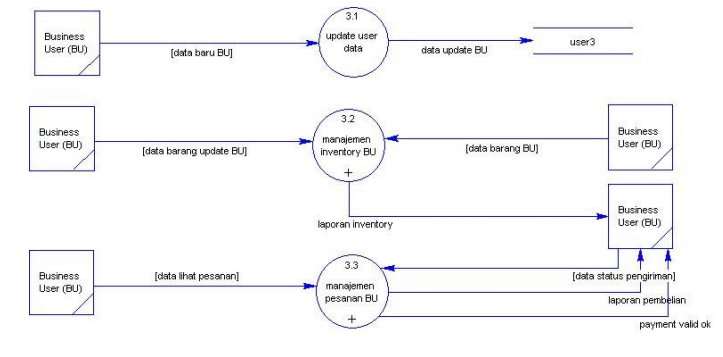 3.1
Business
User (BU)
update user
data
[data baru BU]
data update BU
user3
3.2
Business
User (BU)
manajemen
inventory BU
+
[data barang update BU]
[data barang BU]
Business
User (BU)
laporan inventory
Business
User (BU)
3.3
Business
User (BU)
[data lihat pesanan]
manajemen
pesanan BU
+
[data status pengiriman]
laporan pembelian
payment valid ok